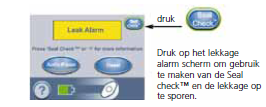 Leak Alarm
Seal Check
druk
Seal Check
Press "Seal Check™ or for more information
Druk op het lekkage
alarm scherm om gebruik
te maken van de Seal
check™ en de lekkage op
te sporen.